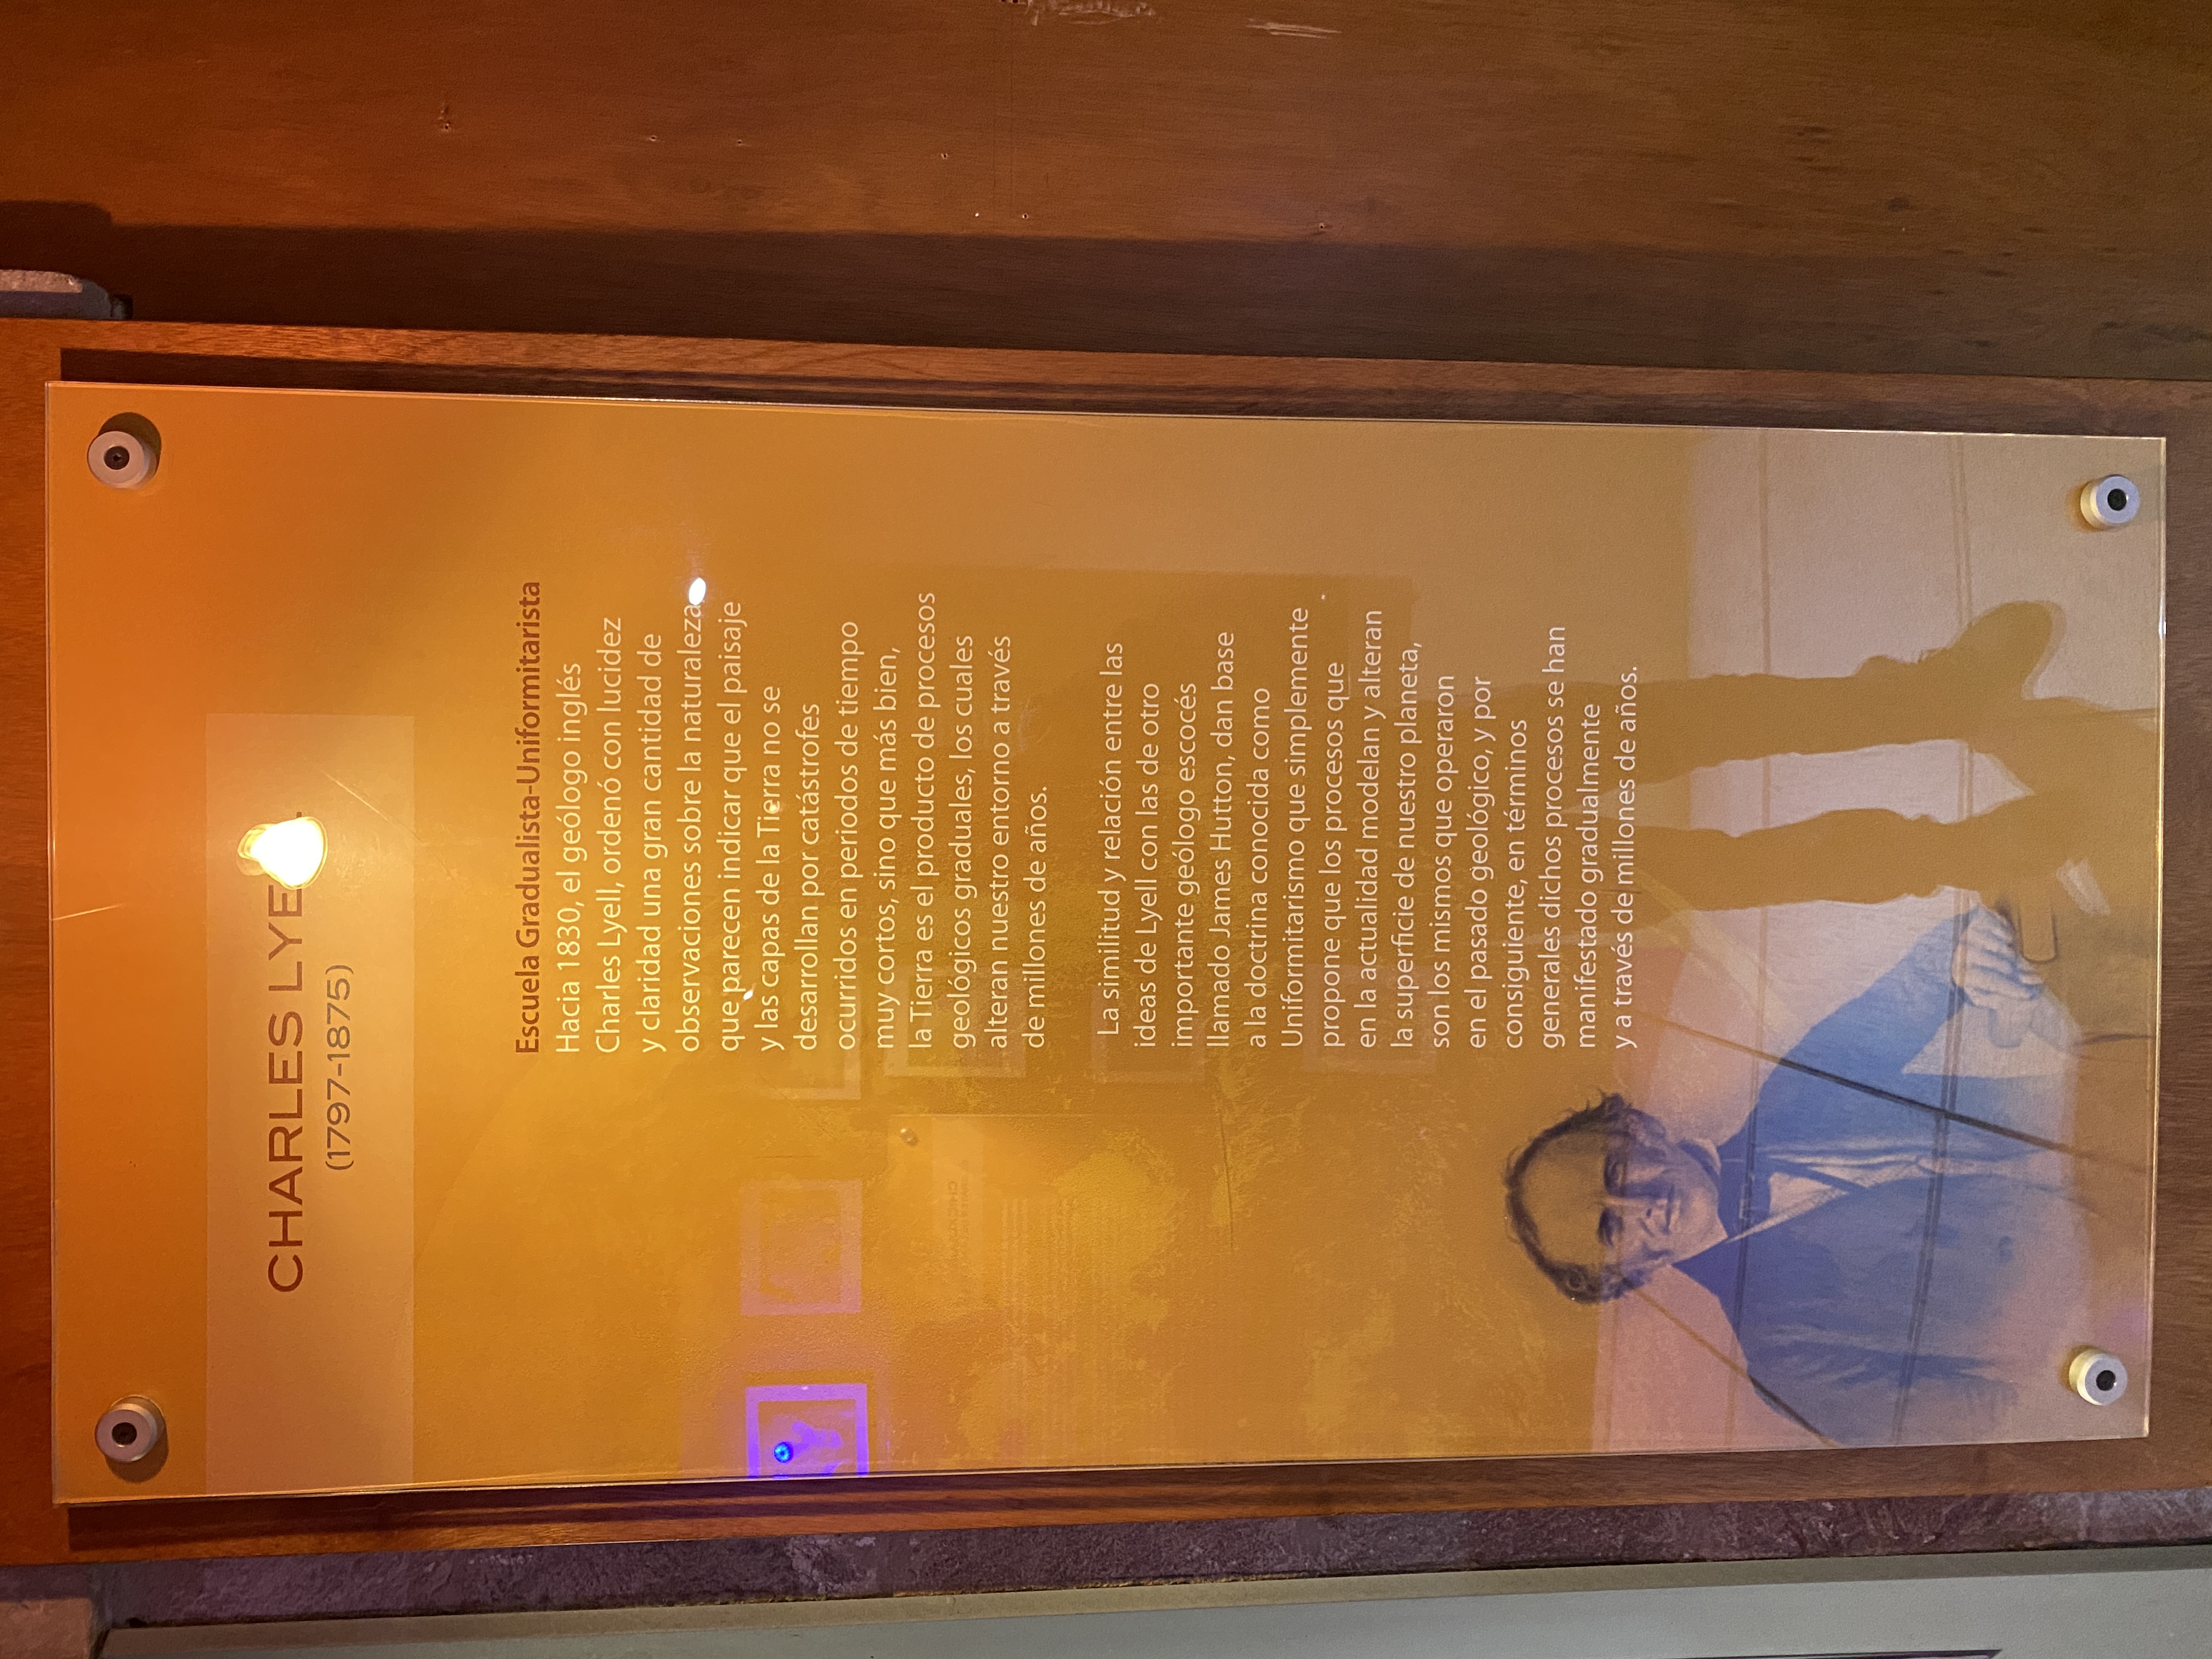 CHARLES LYELL
(1797-1875)
Escuela Gradualista-Uniformitarista
Hacia 1830, el geólogo inglés
Charles Lyell, ordenó con lucidez
y claridad una gran cantidad de
observaciones sobre la naturaleza
que parecen indicar que el paisaje
y las capas de la Tierra no se
desarrollan por catástrofes
ocurridos en periodos de tiempo
muy cortos, sino que más bien,
la Tierra es el producto de procesos
geológicos graduales, los cuales
alteran nuestro entorno a través
de millones de años.
La similitud y relación entre las
ideas de Lyell con las de otro
importante geólogo escocés
llamado James Hutton, dan base
a la doctrina conocida como
Uniformitarismo que simplemente
propone que los procesos que
en la actualidad modelan y alteran
la superficie de nuestro planeta,
son los mismos que operaron
en el pasado geológico, y por
consiguiente, en términos
generales dichos procesos se han
manifestado gradualmente
y a través de millones de años.